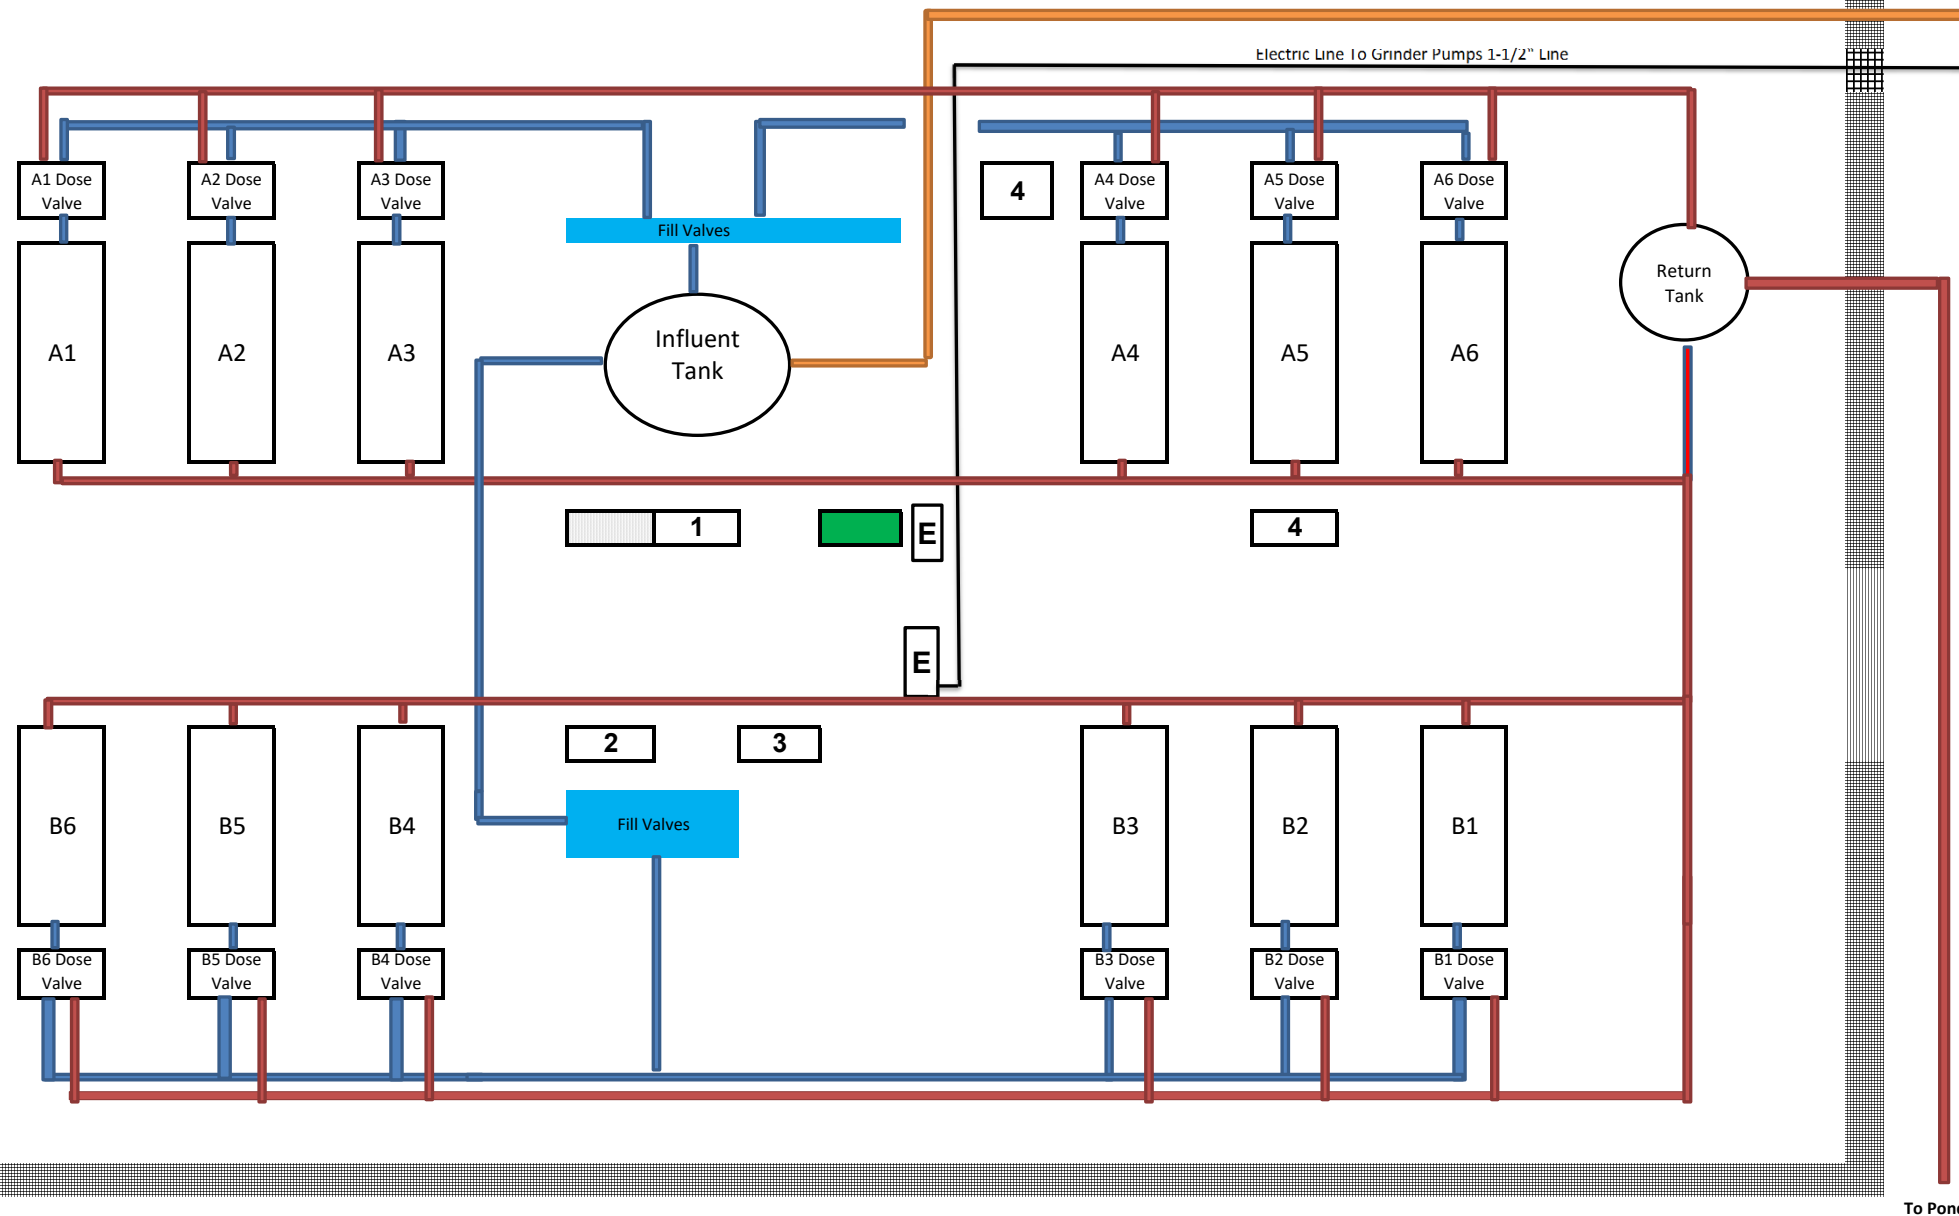 Electric Line To Grinder Pumps 1-1/2" Line
A1 Dose
Valve
A2 Dose
Valve
A3 Dose
Valve
4
A4 Dose
Valve
A5 Dose
Valve
A6 Dose
Valve
Fill Valves
Return
Tank
Influent
Tank
A1
A2
A3
A4
A5
A6
1
E
4
E
2
3
B6
B5
B4
Fill Valves
B3
B2
B1
B6 Dose
Valve
B5 Dose
Valve
B4 Dose
Valve
B3 Dose
Valve
B2 Dose
Valve
B1 Dose
Valve
To Pon